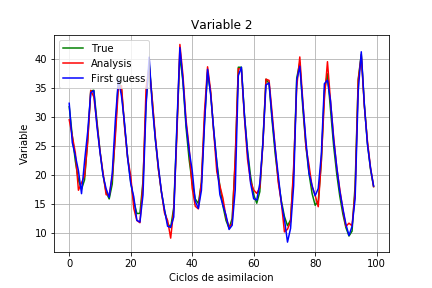 Variable 2
True
Analysis
First guess
Variable
40
35
30
25
20
15
10
0
20
40
60
80
100
Ciclos de asimilacion